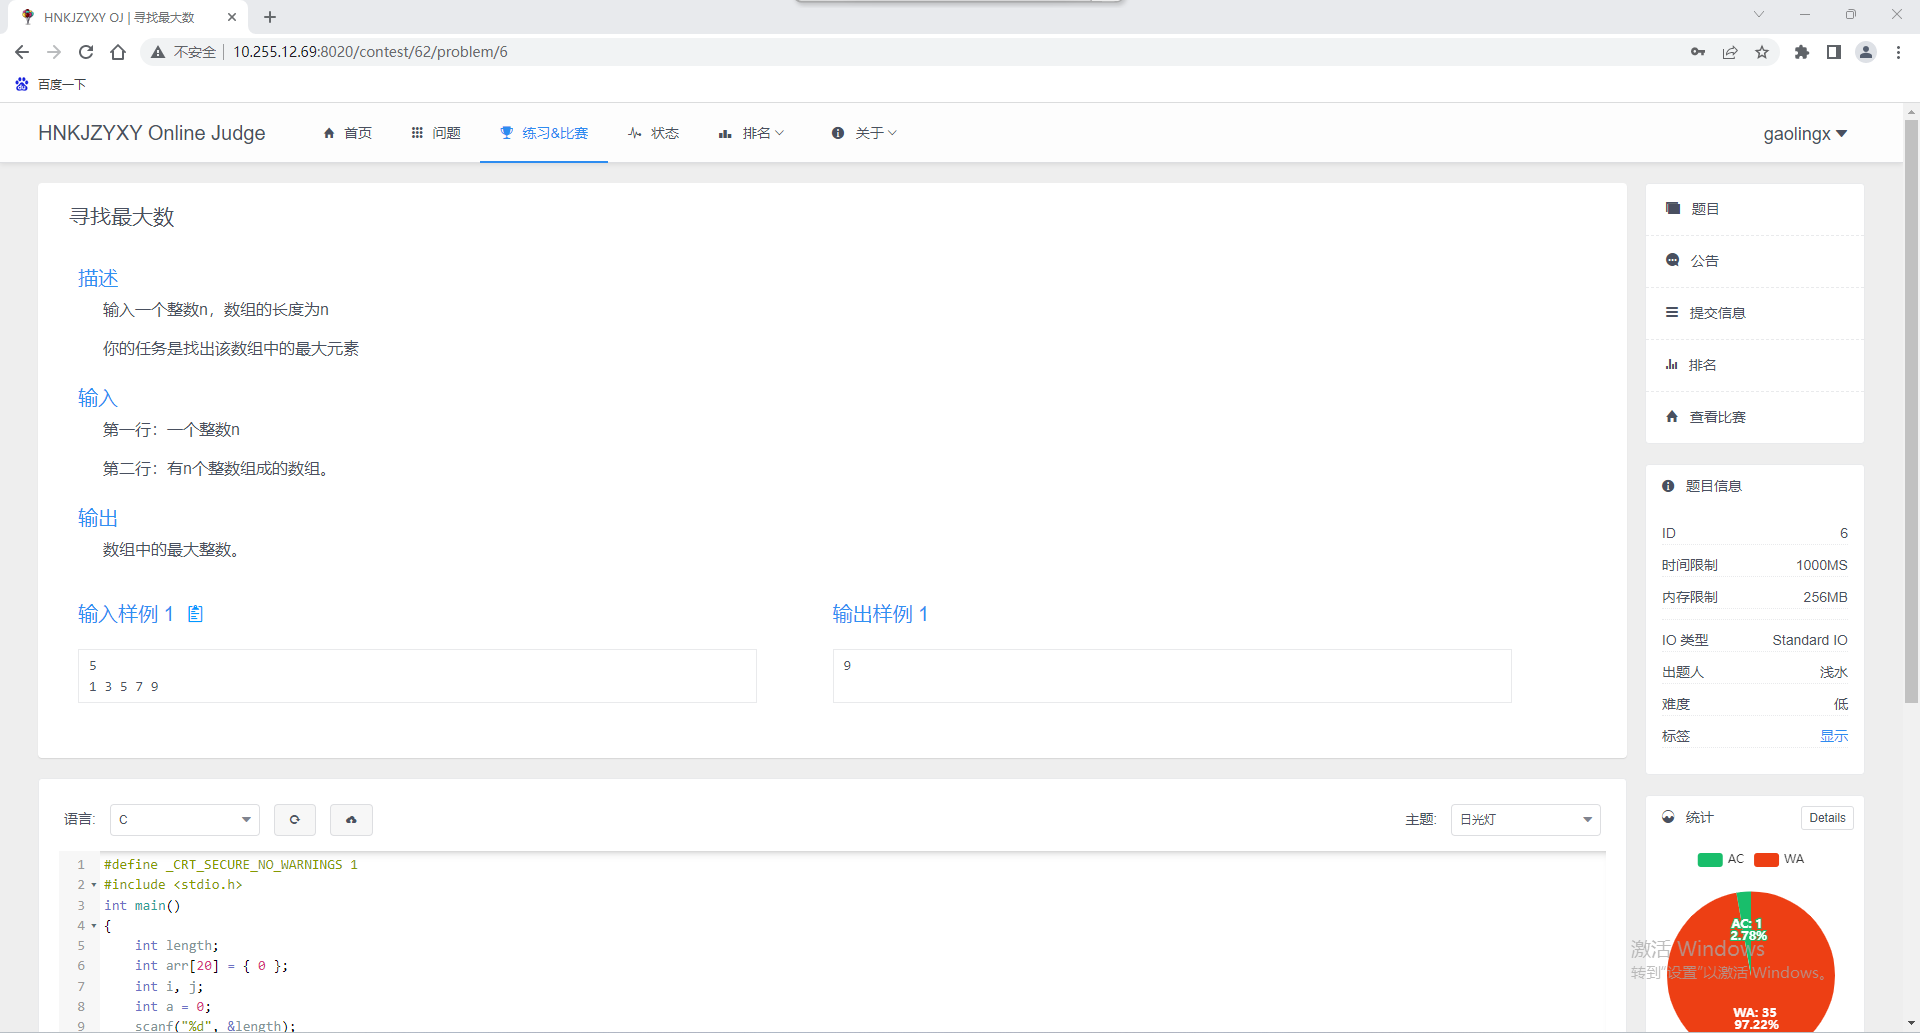 HNKJZYXY OJ | 寻找最大数
不安全 10.255.12.69:8020/contest/62/problem/6
百度一下
HNKJZYXY Online Judge 首页 问题 练习&比赛 状态 排名 关于 gaolingx
寻找最大数
描述
输入一个整数n，数组的长度为n
你的任务是找出该数组中的最大元素
输入
第一行：一个整数n
第二行：有n个整数组成的数组。
输出
数组中的最大整数。
输入样例 1
5
1 3 5 7 9
输出样例 1
9
语言: C
主题: 日光灯
1 #define _CRT_SECURE_NO_WARNINGS 1
2 #include <stdio.h>
3 int main()
4 {
5 int length;
6 int arr[20] = { 0 };
7 int i, j;
8 int a = 0;
9 scanf("%d", &length);
题目
公告
提交信息
排名
查看比赛
题目信息
ID 6
时间限制 1000MS
内存限制 256MB
IO 类型 Standard IO
出题人 浅水
难度 低
标签 显示
统计 Details
AC WA
AC: 1
2.78%
激活 Windows
转到“设置”以激活 Windows。
WA: 35
97.22%